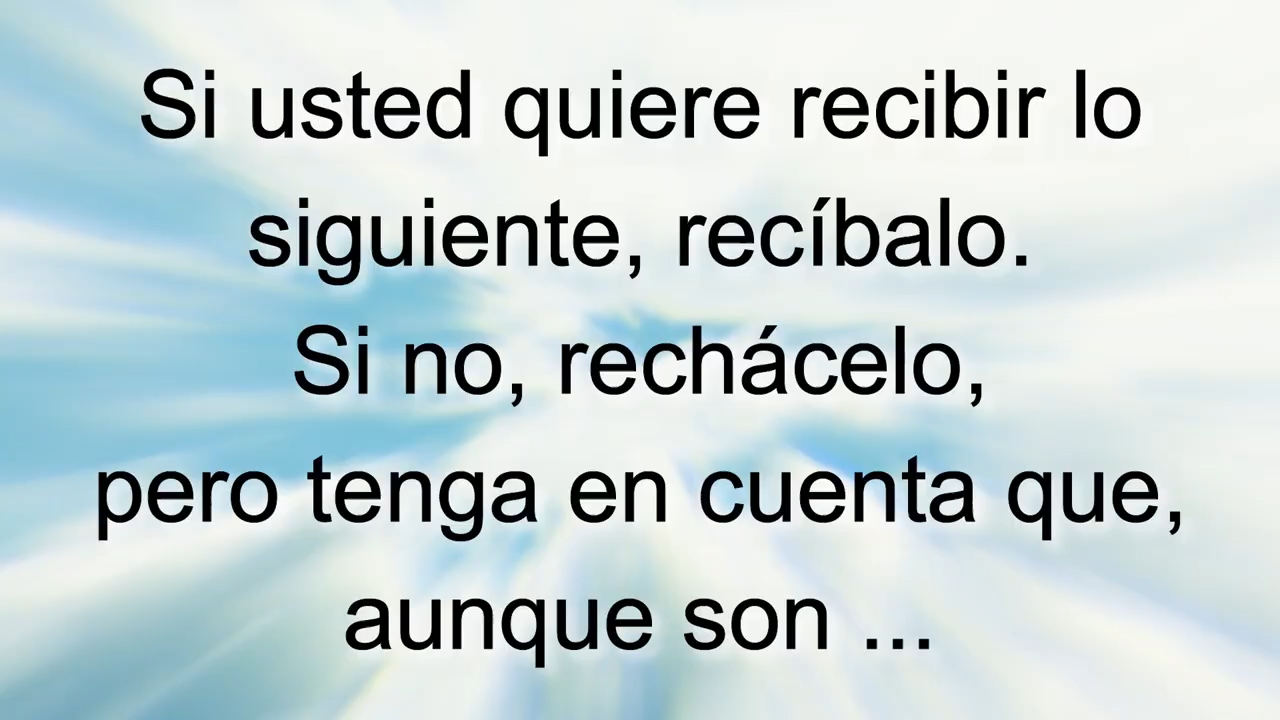 Si usted quiere recibir lo
siguiente, recíbalo.
Si no, rechácelo,
pero tenga en cuenta que,
aunque son ...